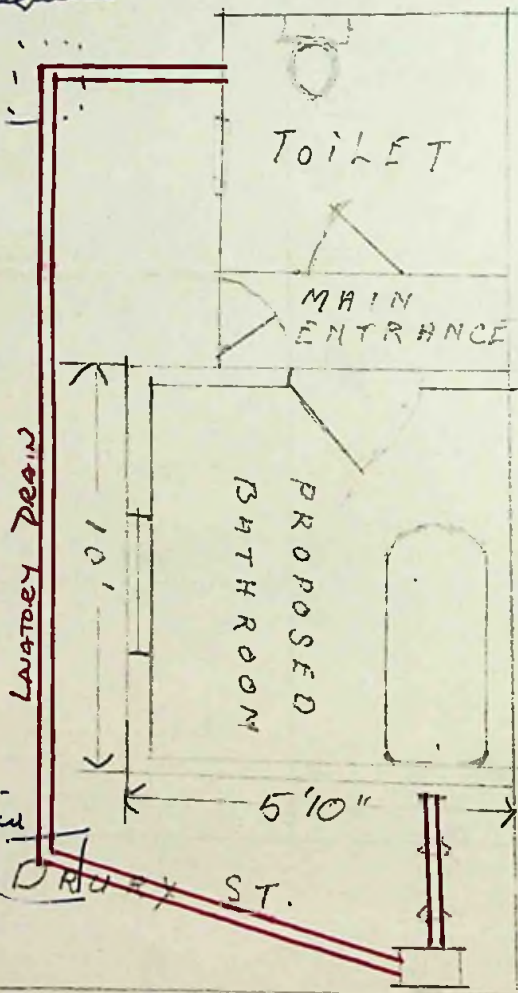 TOILET
MAIN
ENTRANCE
LAVATORY DRAIN
10'
PROPOSED
BATHROOM
5'10"
DRURY ST.